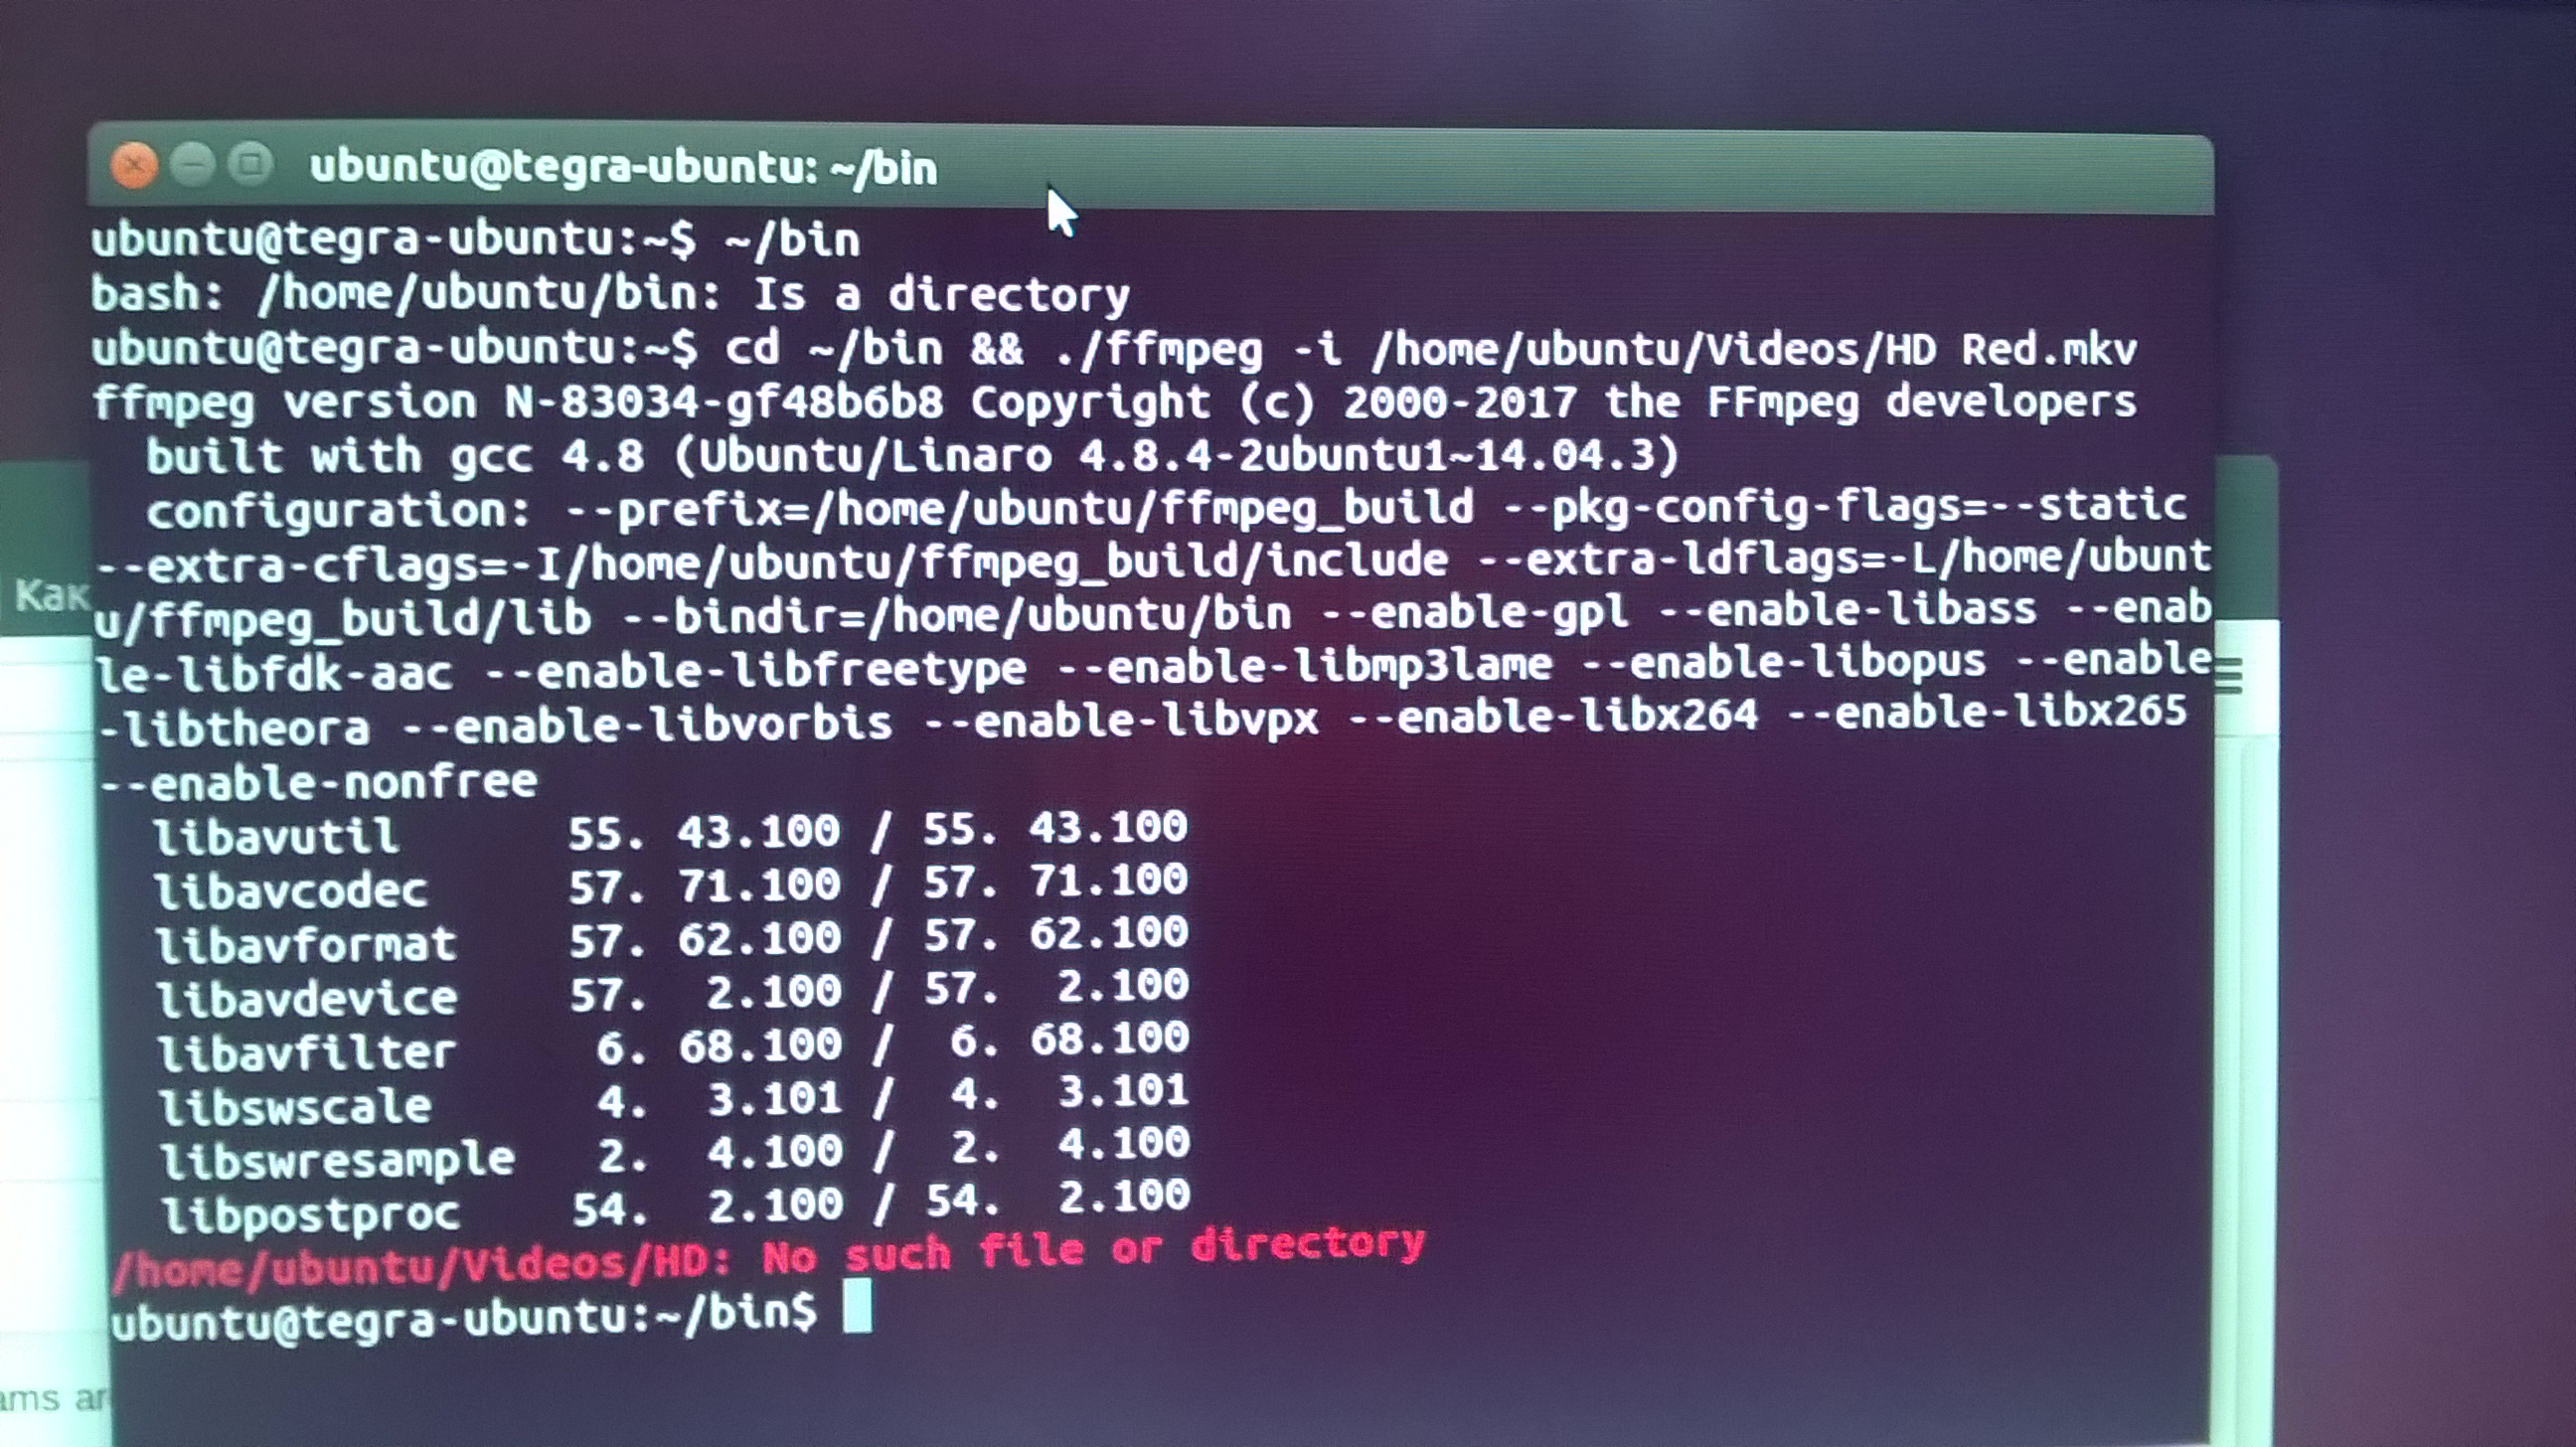 ubuntu@tegra-ubuntu: ~/bin
ubuntu@tegra-ubuntu:~$ ~/bin
bash: /home/ubuntu/bin: Is a directory
ubuntu@tegra-ubuntu:~$ cd ~/bin && ./ffmpeg -i /home/ubuntu/Videos/HD Red.mkv
ffmpeg version N-83034-gf48b6b8 Copyright (c) 2000-2017 the FFmpeg developers
  built with gcc 4.8 (Ubuntu/Linaro 4.8.4-2ubuntu1~14.04.3)
  configuration: --prefix=/home/ubuntu/ffmpeg_build --pkg-config-flags=--static
--extra-cflags=-I/home/ubuntu/ffmpeg_build/include --extra-ldflags=-L/home/ubunt
Как
u/ffmpeg_build/lib --bindir=/home/ubuntu/bin --enable-gpl --enable-libass --enab
le-libfdk-aac --enable-libfreetype --enable-libmp3lame --enable-libopus --enable
-libtheora --enable-libvorbis --enable-libvpx --enable-libx264 --enable-libx265
--enable-nonfree
  libavutil      55. 43.100 / 55. 43.100
  libavcodec     57. 71.100 / 57. 71.100
  libavformat    57. 62.100 / 57. 62.100
  libavdevice    57.  2.100 / 57.  2.100
  libavfilter     6. 68.100 /  6. 68.100
  libswscale      4.  3.101 /  4.  3.101
  libswresample   2.  4.100 /  2.  4.100
  libpostproc    54.  2.100 / 54.  2.100
/home/ubuntu/Videos/HD: No such file or directory
ubuntu@tegra-ubuntu:~/bin$